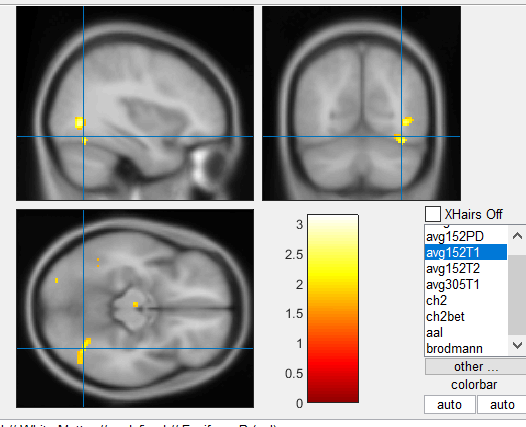 XHairs Off
avg152PD
avg152T1
avg152T2
avg305T1
ch2
ch2bet
aal
brodmann
other ...
colorbar
auto auto
3
2.5
2
1.5
1
0.5
0